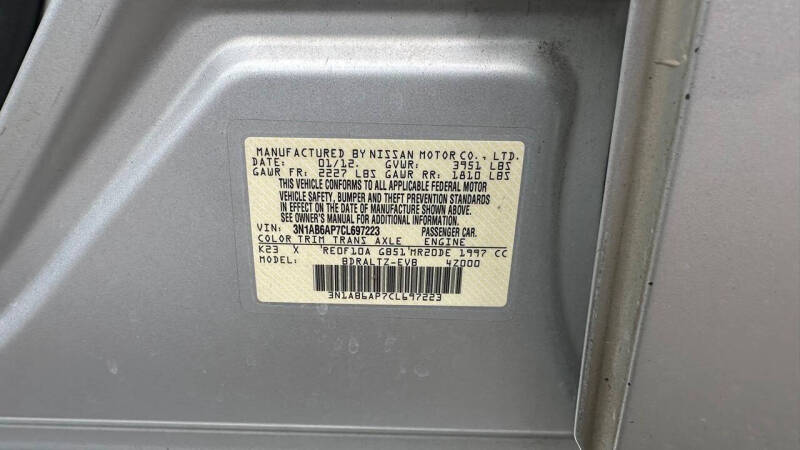 MANUFACTURED BY NISSAN MOTOR CO., LTD.
DATE: 01/12. GVWR: 3951 LBS
GAWR FR: 2227 LBS GAWR RR: 1810 LBS
THIS VEHICLE CONFORMS TO ALL APPLICABLE FEDERAL MOTOR
VEHICLE SAFETY, BUMPER AND THEFT PREVENTION STANDARDS
IN EFFECT ON THE DATE OF MANUFACTURE SHOWN ABOVE.
SEE OWNER'S MANUAL FOR ADDITIONAL INFORMATION.
VIN: 3N1AB6AP7CL697223 PASSENGER CAR.
COLOR TRIM TRANS AXLE ENGINE
K23 X 'RE0F10A GB51'MR20DE 1997 CC
MODEL: BDRALTZ-EVB 4Z000
3N1AB6AP7CL697223